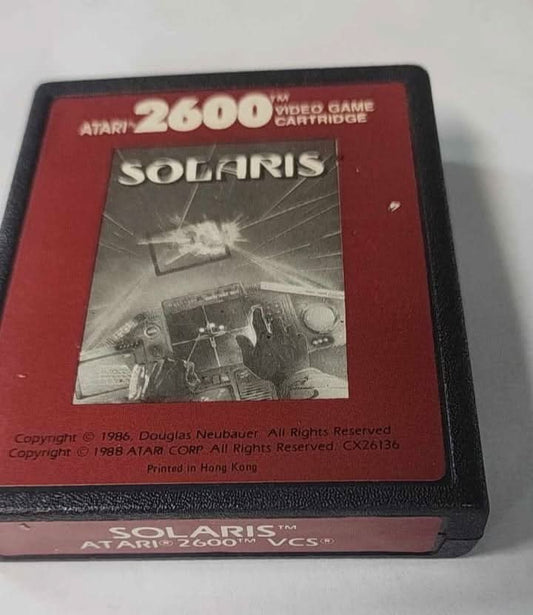 ATARI® 2600™ VIDEO GAME CARTRIDGE
SOLARIS
Copyright © 1986, Douglas Neubauer All Rights Reserved
Copyright © 1988 ATARI CORP. All Rights Reserved. CX26136
Printed in Hong Kong
SOLARIS™
ATARI® 2600™ VCS®